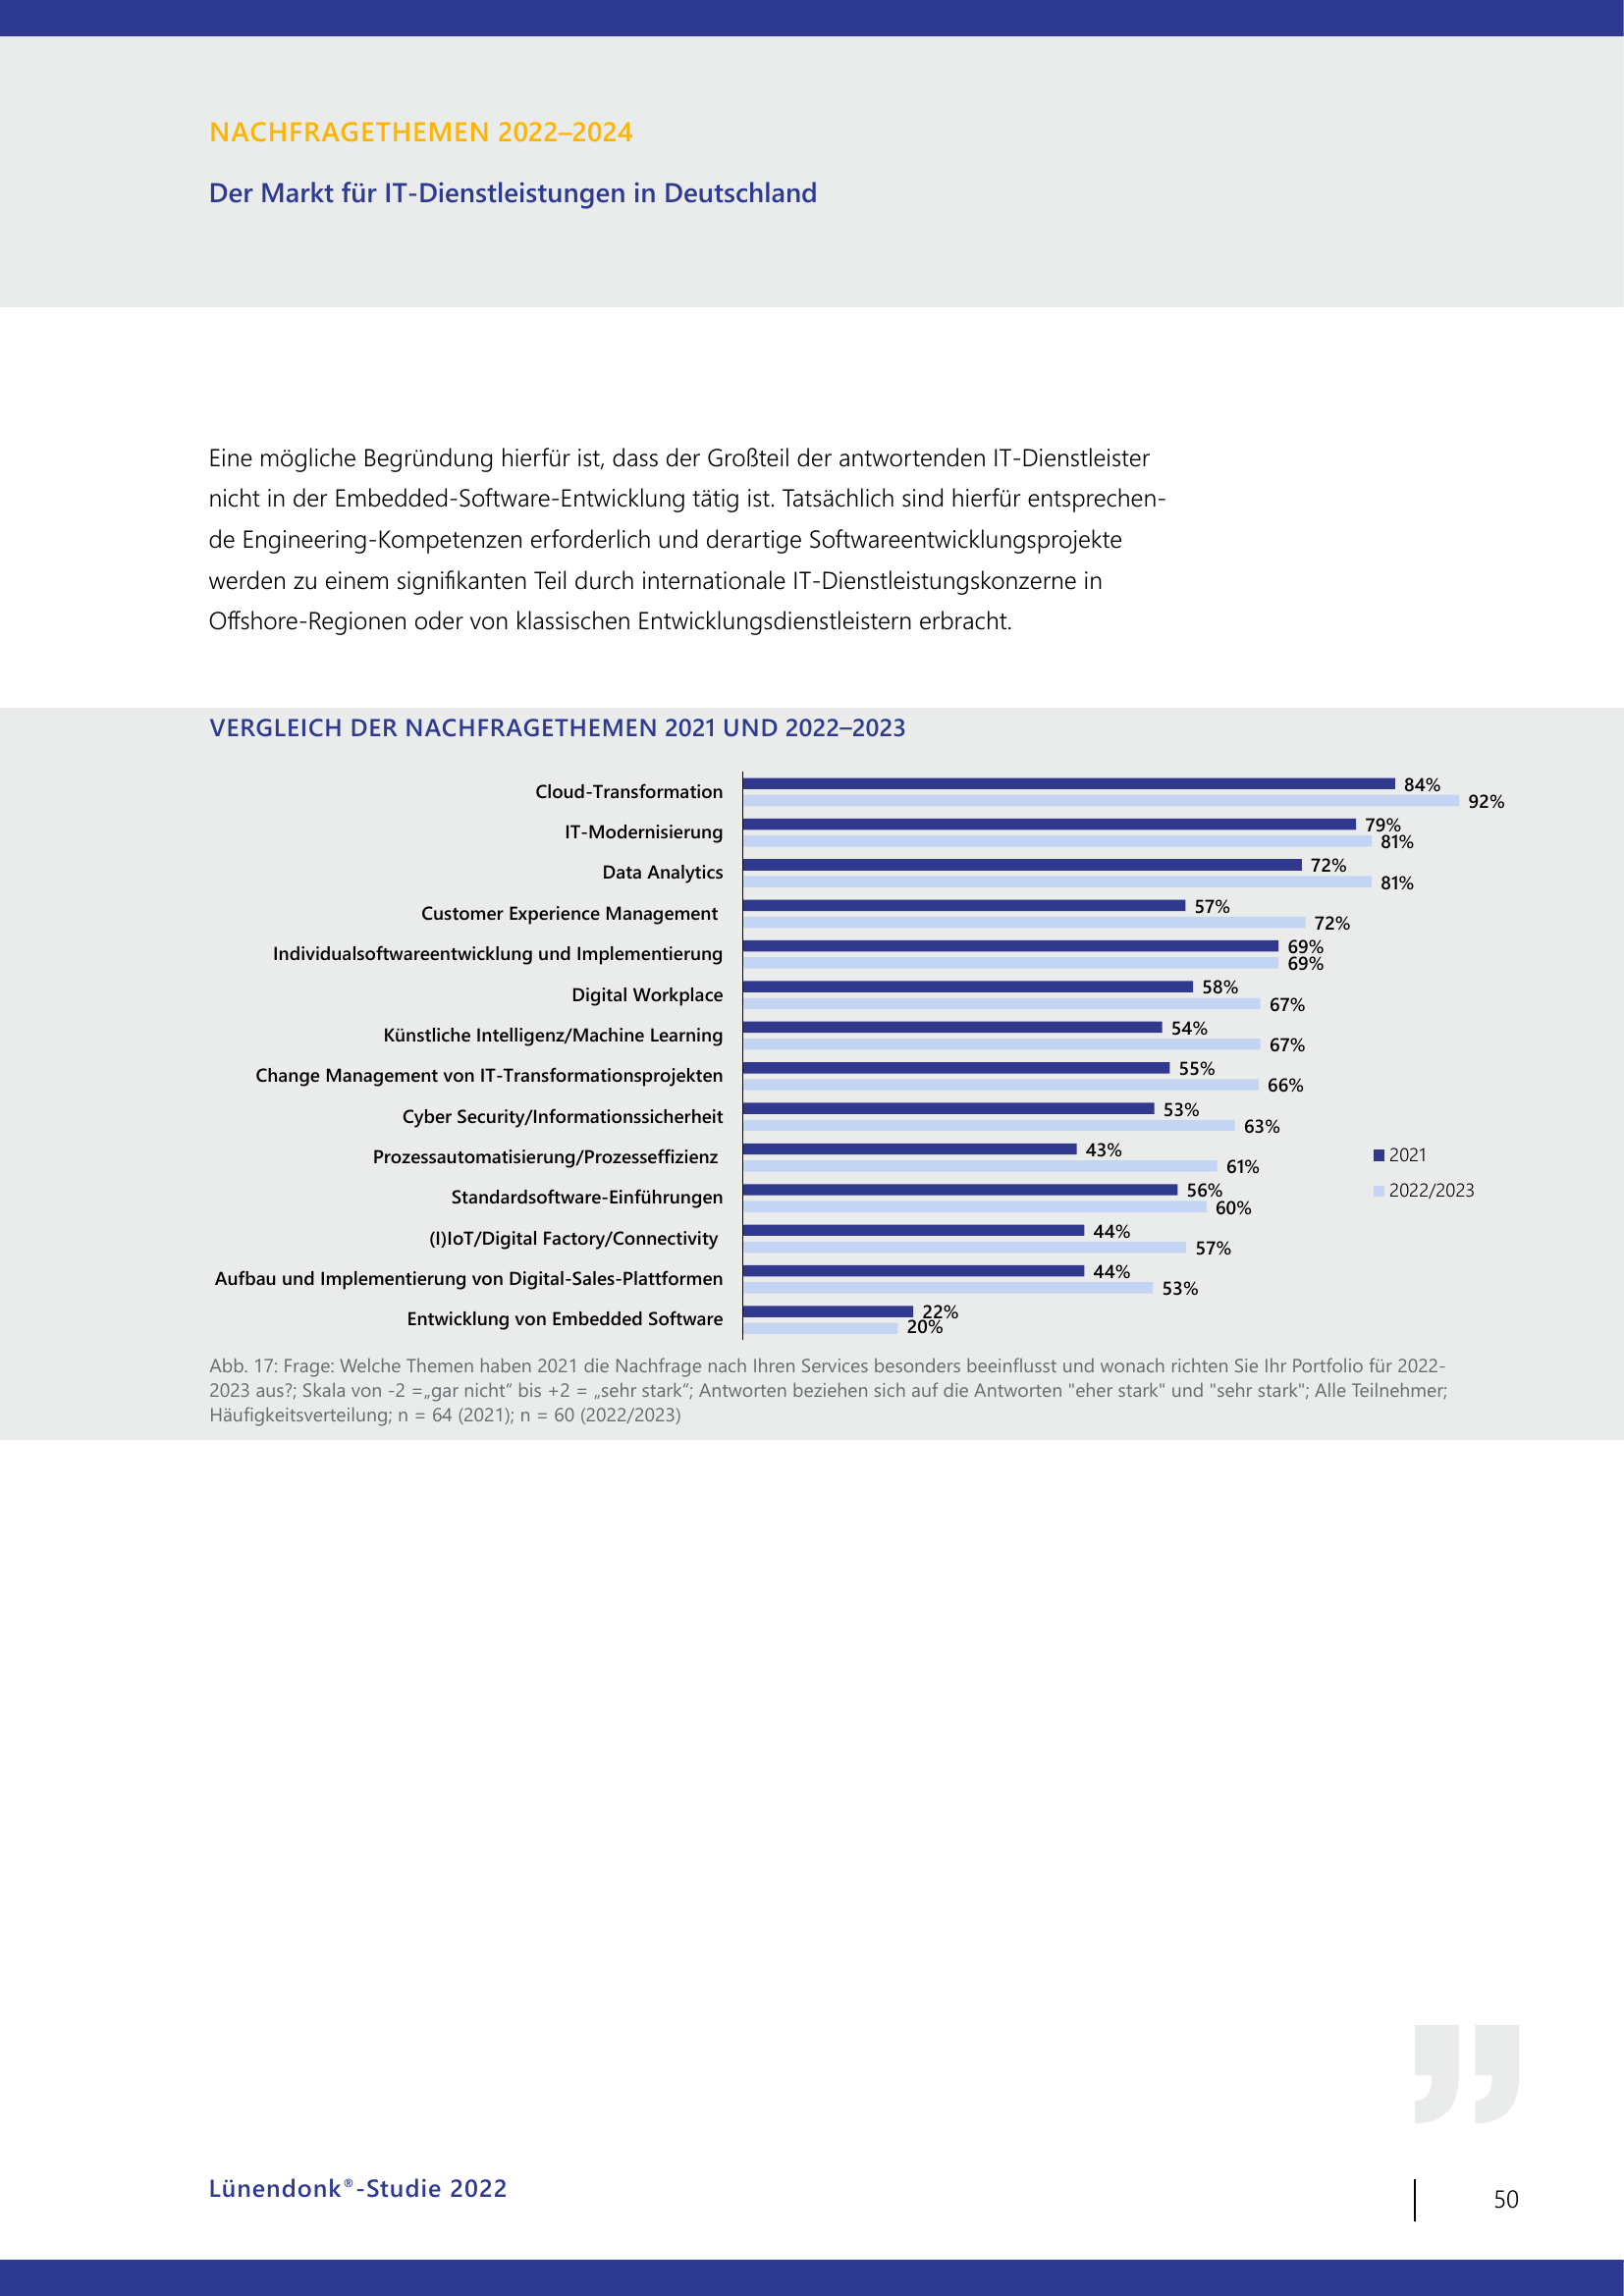 NACHFRAGETHEMEN 2022–2024
Der Markt für IT-Dienstleistungen in Deutschland
Eine mögliche Begründung hierfür ist, dass der Großteil der antwortenden IT-Dienstleister
nicht in der Embedded-Software-Entwicklung tätig ist. Tatsächlich sind hierfür entsprechen-
de Engineering-Kompetenzen erforderlich und derartige Softwareentwicklungsprojekte
werden zu einem signifikanten Teil durch internationale IT-Dienstleistungskonzerne in
Offshore-Regionen oder von klassischen Entwicklungsdienstleistern erbracht.
VERGLEICH DER NACHFRAGETHEMEN 2021 UND 2022–2023
Cloud-Transformation
84%
92%
IT-Modernisierung
79%
81%
Data Analytics
72%
81%
Customer Experience Management
57%
72%
Individualsoftwareentwicklung und Implementierung
69%
69%
Digital Workplace
58%
67%
Künstliche Intelligenz/Machine Learning
54%
67%
Change Management von IT-Transformationsprojekten
55%
66%
Cyber Security/Informationssicherheit
53%
63%
Prozessautomatisierung/Prozesseffizienz
43%
61%
Standardsoftware-Einführungen
56%
60%
(I)IoT/Digital Factory/Connectivity
44%
57%
Aufbau und Implementierung von Digital-Sales-Plattformen
44%
53%
Entwicklung von Embedded Software
22%
20%
2021
2022/2023
Abb. 17: Frage: Welche Themen haben 2021 die Nachfrage nach Ihren Services besonders beeinflusst und wonach richten Sie Ihr Portfolio für 2022-
2023 aus?; Skala von -2 =„gar nicht“ bis +2 = „sehr stark“; Antworten beziehen sich auf die Antworten "eher stark" und "sehr stark"; Alle Teilnehmer;
Häufigkeitsverteilung; n = 64 (2021); n = 60 (2022/2023)
Lünendonk®-Studie 2022
50